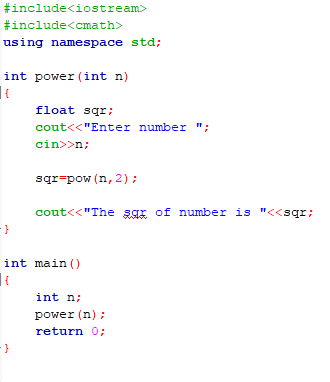 #include<iostream>
#include<cmath>
using namespace std;
int power(int n)
{
float sqr;
cout<<"Enter number ";
cin>>n;
sqr=pow(n,2);
cout<<"The sqr of number is "<<sqr;
}
int main()
{
int n;
power(n);
return 0;
}